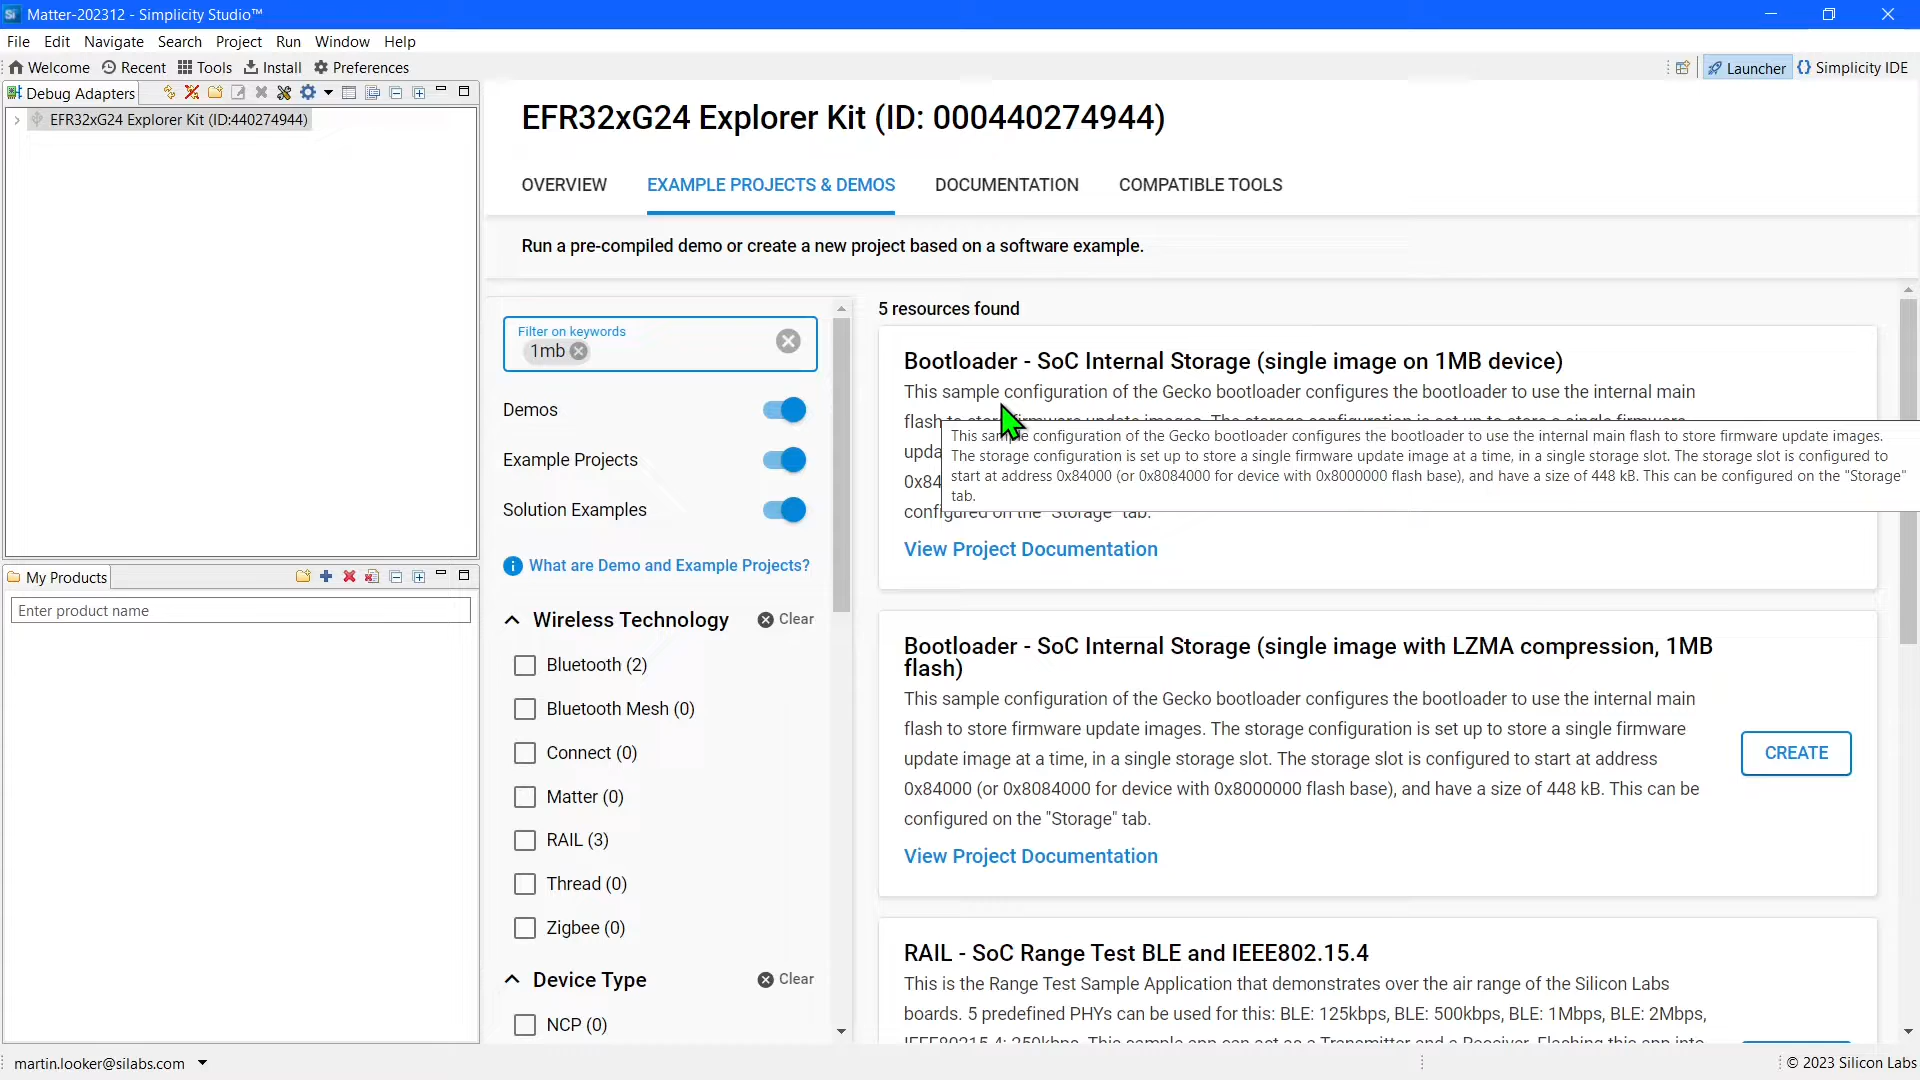 Matter-202312 - Simplicity Studio™
File Edit Navigate Search Project Run Window Help
Welcome Recent Tools Install Preferences
Launcher Simplicity IDE
Debug Adapters
EFR32xG24 Explorer Kit (ID:440274944)
My Products
Enter product name
EFR32xG24 Explorer Kit (ID: 000440274944)
OVERVIEW EXAMPLE PROJECTS & DEMOS DOCUMENTATION COMPATIBLE TOOLS
Run a pre-compiled demo or create a new project based on a software example.
Filter on keywords
1mb
Demos
Example Projects
Solution Examples
What are Demo and Example Projects?
Wireless Technology Clear
Bluetooth (2)
Bluetooth Mesh (0)
Connect (0)
Matter (0)
RAIL (3)
Thread (0)
Zigbee (0)
Device Type Clear
NCP (0)
5 resources found
Bootloader - SoC Internal Storage (single image on 1MB device)
This sample configuration of the Gecko bootloader configures the bootloader to use the internal main
flash
upda
0x84
configured on the "Storage" tab.
This sample configuration of the Gecko bootloader configures the bootloader to use the internal main flash to store firmware update images.
The storage configuration is set up to store a single firmware update image at a time, in a single storage slot. The storage slot is configured to
start at address 0x84000 (or 0x8084000 for device with 0x8000000 flash base), and have a size of 448 kB. This can be configured on the "Storage"
tab.
View Project Documentation
Bootloader - SoC Internal Storage (single image with LZMA compression, 1MB
flash)
This sample configuration of the Gecko bootloader configures the bootloader to use the internal main
flash to store firmware update images. The storage configuration is set up to store a single firmware
update image at a time, in a single storage slot. The storage slot is configured to start at address
0x84000 (or 0x8084000 for device with 0x8000000 flash base), and have a size of 448 kB. This can be
configured on the "Storage" tab.
CREATE
View Project Documentation
RAIL - SoC Range Test BLE and IEEE802.15.4
This is the Range Test Sample Application that demonstrates over the air range of the Silicon Labs
boards. 5 predefined PHYs can be used for this: BLE: 125kbps, BLE: 500kbps, BLE: 1Mbps, BLE: 2Mbps,
martin.looker@silabs.com
© 2023 Silicon Labs